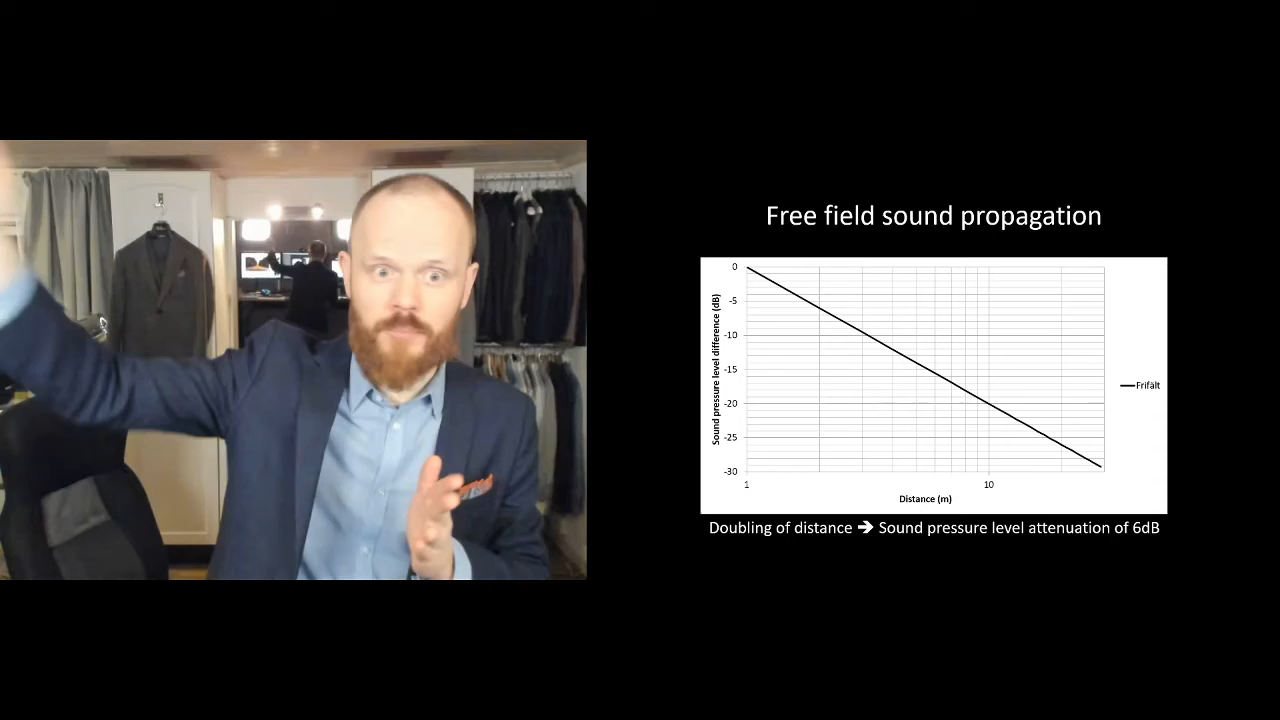 Free field sound propagation
0
-5
-10
-15
-20
-25
-30
Sound pressure level difference (dB)
1
10
Distance (m)
Frifält
Doubling of distance 🡲 Sound pressure level attenuation of 6dB